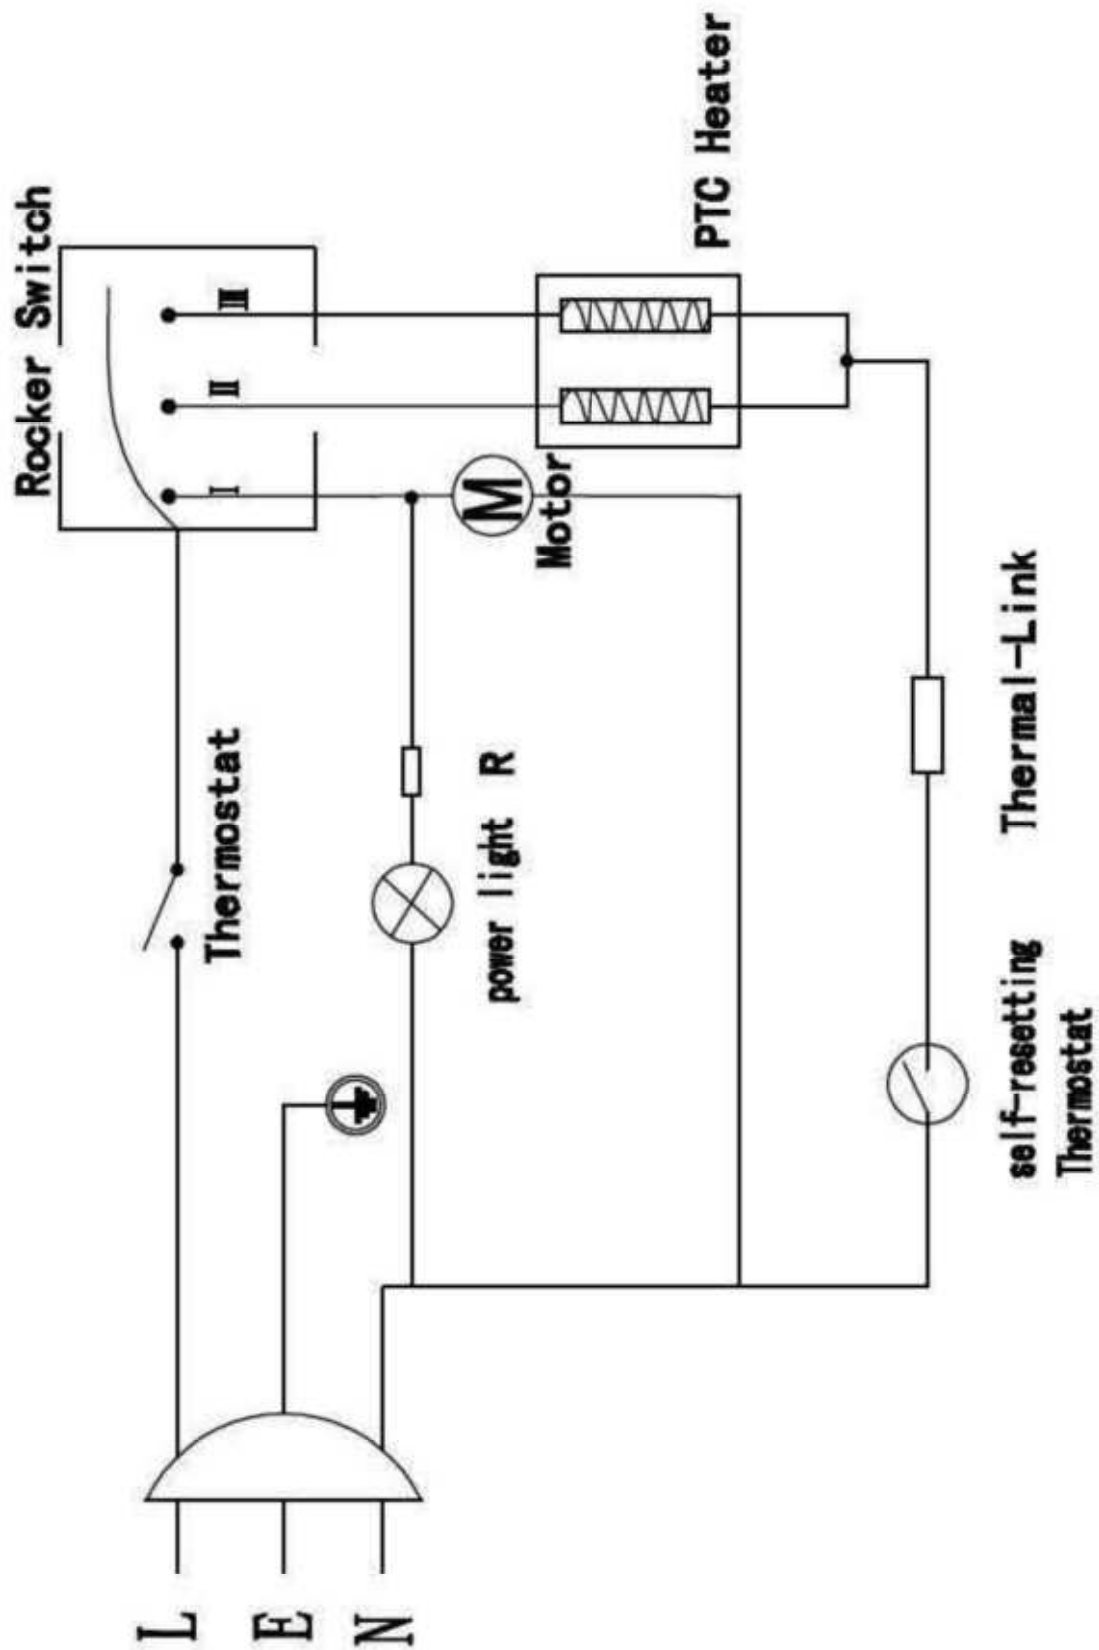 Rocker Switch
I
II
III
Thermostat
M
Motor
PTC Heater
power light R
L
E
N
Thermal-Link
self-resetting
Thermostat